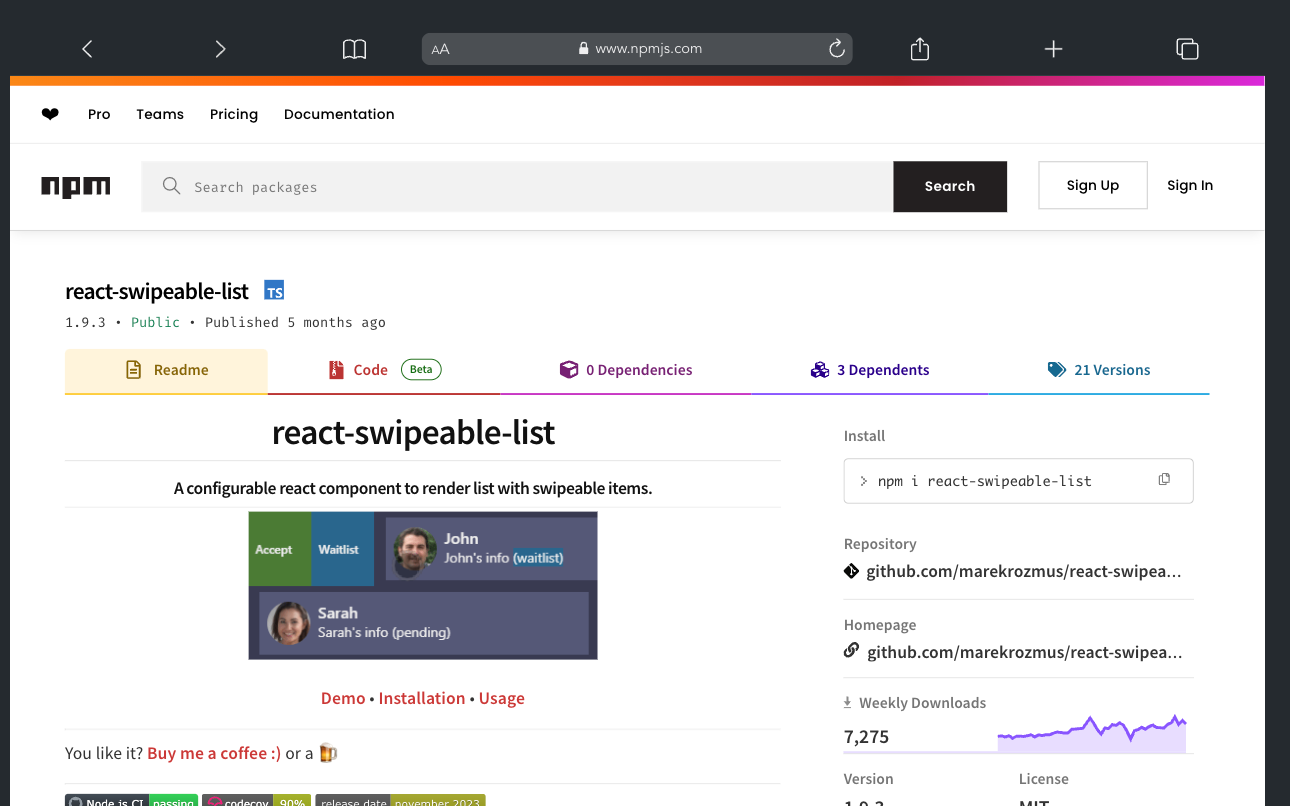 AA www.npmjs.com
Pro Teams Pricing Documentation
npm Search packages Search Sign Up Sign In
react-swipeable-list TS
1.9.3 • Public • Published 5 months ago
Readme Code Beta 0 Dependencies 3 Dependents 21 Versions
react-swipeable-list
A configurable react component to render list with swipeable items.
Accept Waitlist John
John's info (waitlist)
Sarah
Sarah's info (pending)
Demo • Installation • Usage
You like it? Buy me a coffee :) or a
Node.js CI passing codecov 90% release date november 2023
Install
> npm i react-swipeable-list
Repository
github.com/marekrozmus/react-swipea...
Homepage
github.com/marekrozmus/react-swipea...
Weekly Downloads
7,275
Version License
1.9.3 MIT